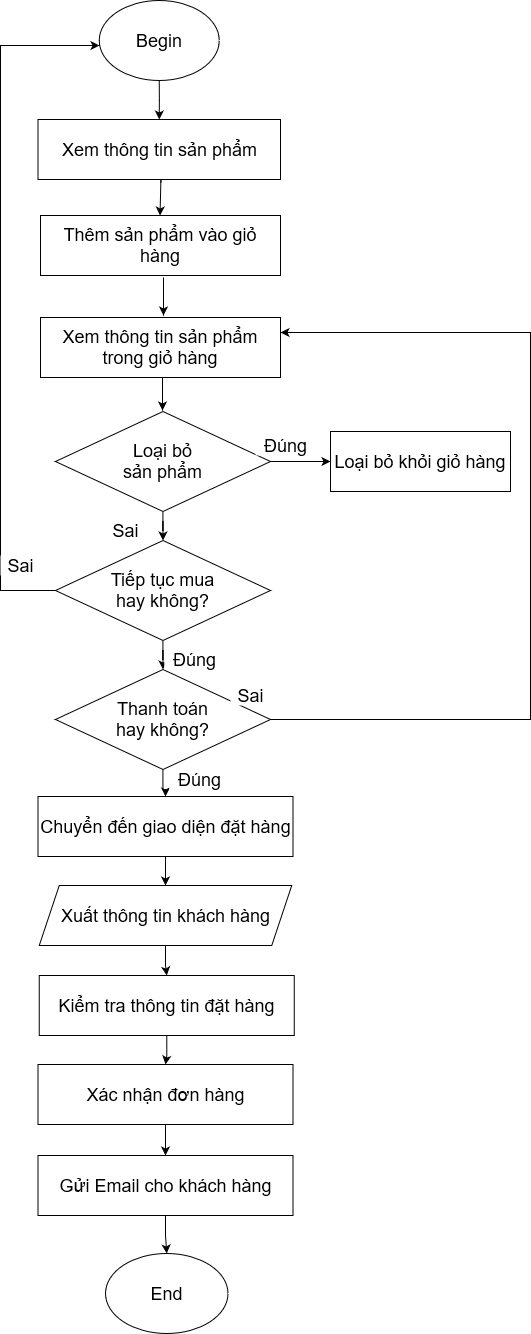 Begin
Xem thông tin sản phẩm
Thêm sản phẩm vào giỏ
hàng
Xem thông tin sản phẩm
trong giỏ hàng
Loại bỏ
sản phẩm
Đúng
Loại bỏ khỏi giỏ hàng
Sai
Sai
Tiếp tục mua
hay không?
Đúng
Sai
Thanh toán
hay không?
Đúng
Chuyển đến giao diện đặt hàng
Xuất thông tin khách hàng
Kiểm tra thông tin đặt hàng
Xác nhận đơn hàng
Gửi Email cho khách hàng
End